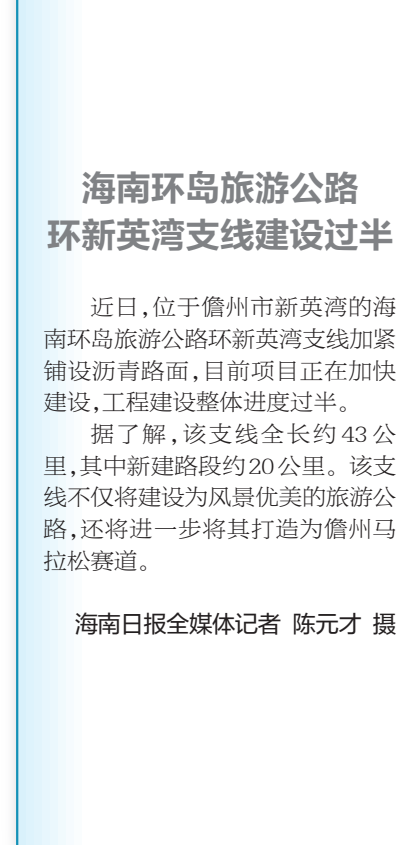 海南环岛旅游公路
环新英湾支线建设过半
近日，位于儋州市新英湾的海
南环岛旅游公路环新英湾支线加紧
铺设沥青路面，目前项目正在加快
建设，工程建设整体进度过半。
据了解，该支线全长约43公
里，其中新建路段约20公里。该支
线不仅将建设为风景优美的旅游公
路，还将进一步将其打造为儋州马
拉松赛道。
海南日报全媒体记者 陈元才 摄